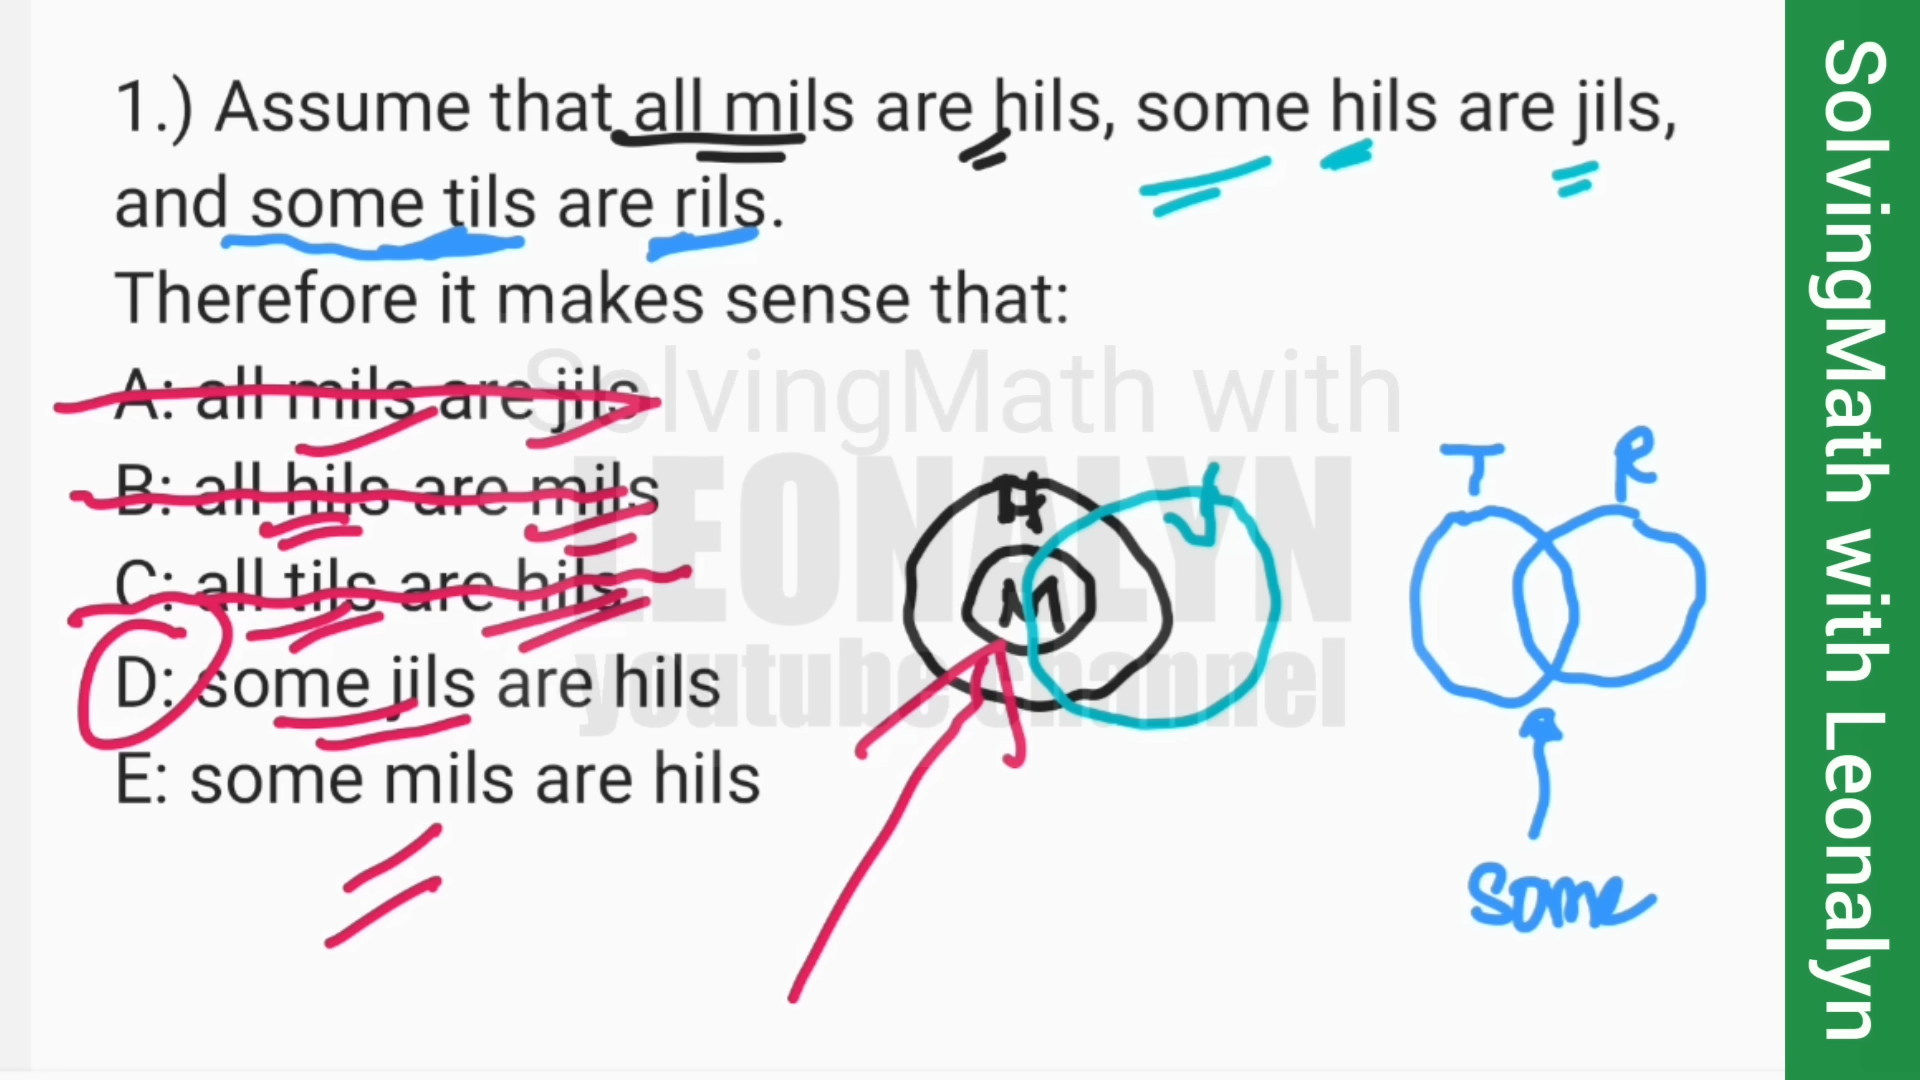 1.) Assume that all mils are hils, some hils are jils,
and some tils are rils.
Therefore it makes sense that:
A: all mils are jils
B: all hils are mils
C: all tils are hils
D: some jils are hils
E: some mils are hils
SolvingMath with
LEONALYN
youtube channel
H
M
J
T
R
some
SolvingMath with Leonalyn